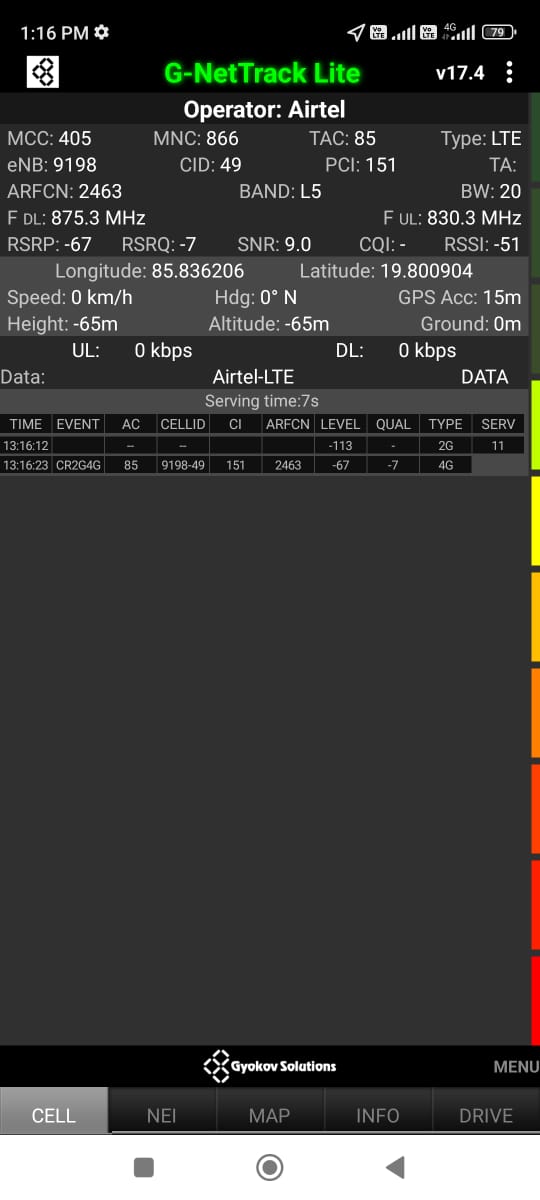 1:16 PM Vo LTE Vo LTE 4G 79
G-NetTrack Lite v17.4
Operator: Airtel
MCC: 405 MNC: 866 TAC: 85 Type: LTE
eNB: 9198 CID: 49 PCI: 151 TA:
ARFCN: 2463 BAND: L5 BW: 20
F DL: 875.3 MHz F UL: 830.3 MHz
RSRP: -67 RSRQ: -7 SNR: 9.0 CQI: - RSSI: -51
Longitude: 85.836206 Latitude: 19.800904
Speed: 0 km/h Hdg: 0° N GPS Acc: 15m
Height: -65m Altitude: -65m Ground: 0m
UL: 0 kbps DL: 0 kbps
Data: Airtel-LTE DATA
Serving time:7s
TIME EVENT AC CELLID CI ARFCN LEVEL QUAL TYPE SERV
13:16:12 -- -- -113 - 2G 11
13:16:23 CR2G4G 85 9198-49 151 2463 -67 -7 4G
Gyokov Solutions MENU
CELL NEI MAP INFO DRIVE